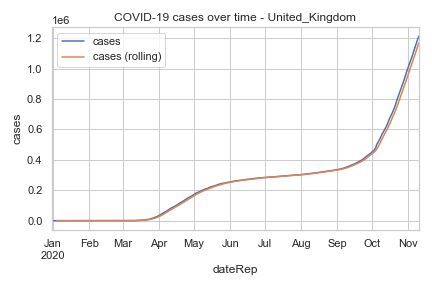 COVID-19 cases over time - United_Kingdom
1e6
cases
cases (rolling)
1.2
1.0
0.8
0.6
0.4
0.2
0.0
cases
Jan Feb Mar Apr May Jun Jul Aug Sep Oct Nov
2020
dateRep